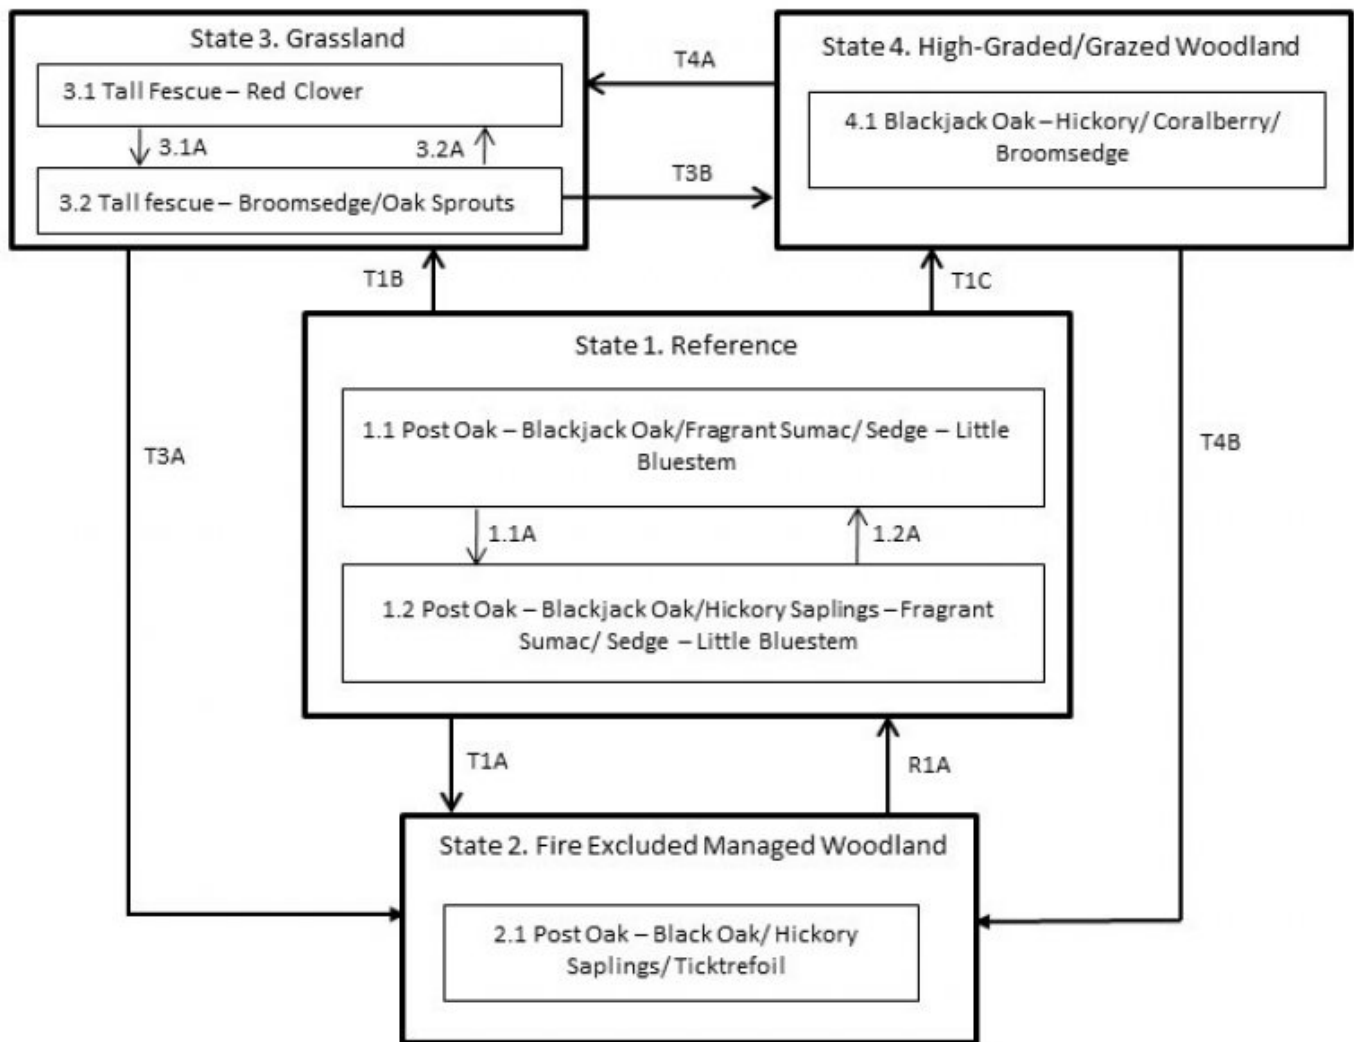 State 3. Grassland
3.1 Tall Fescue – Red Clover
3.1A
3.2A
3.2 Tall fescue – Broomsedge/Oak Sprouts
T4A
T3B
State 4. High-Graded/Grazed Woodland
4.1 Blackjack Oak – Hickory/ Coralberry/
Broomsedge
T1B
T1C
State 1. Reference
1.1 Post Oak – Blackjack Oak/Fragrant Sumac/ Sedge – Little
Bluestem
1.1A
1.2A
1.2 Post Oak – Blackjack Oak/Hickory Saplings – Fragrant
Sumac/ Sedge – Little Bluestem
T3A
T4B
T1A
R1A
State 2. Fire Excluded Managed Woodland
2.1 Post Oak – Black Oak/ Hickory
Saplings/ Ticktrefoil